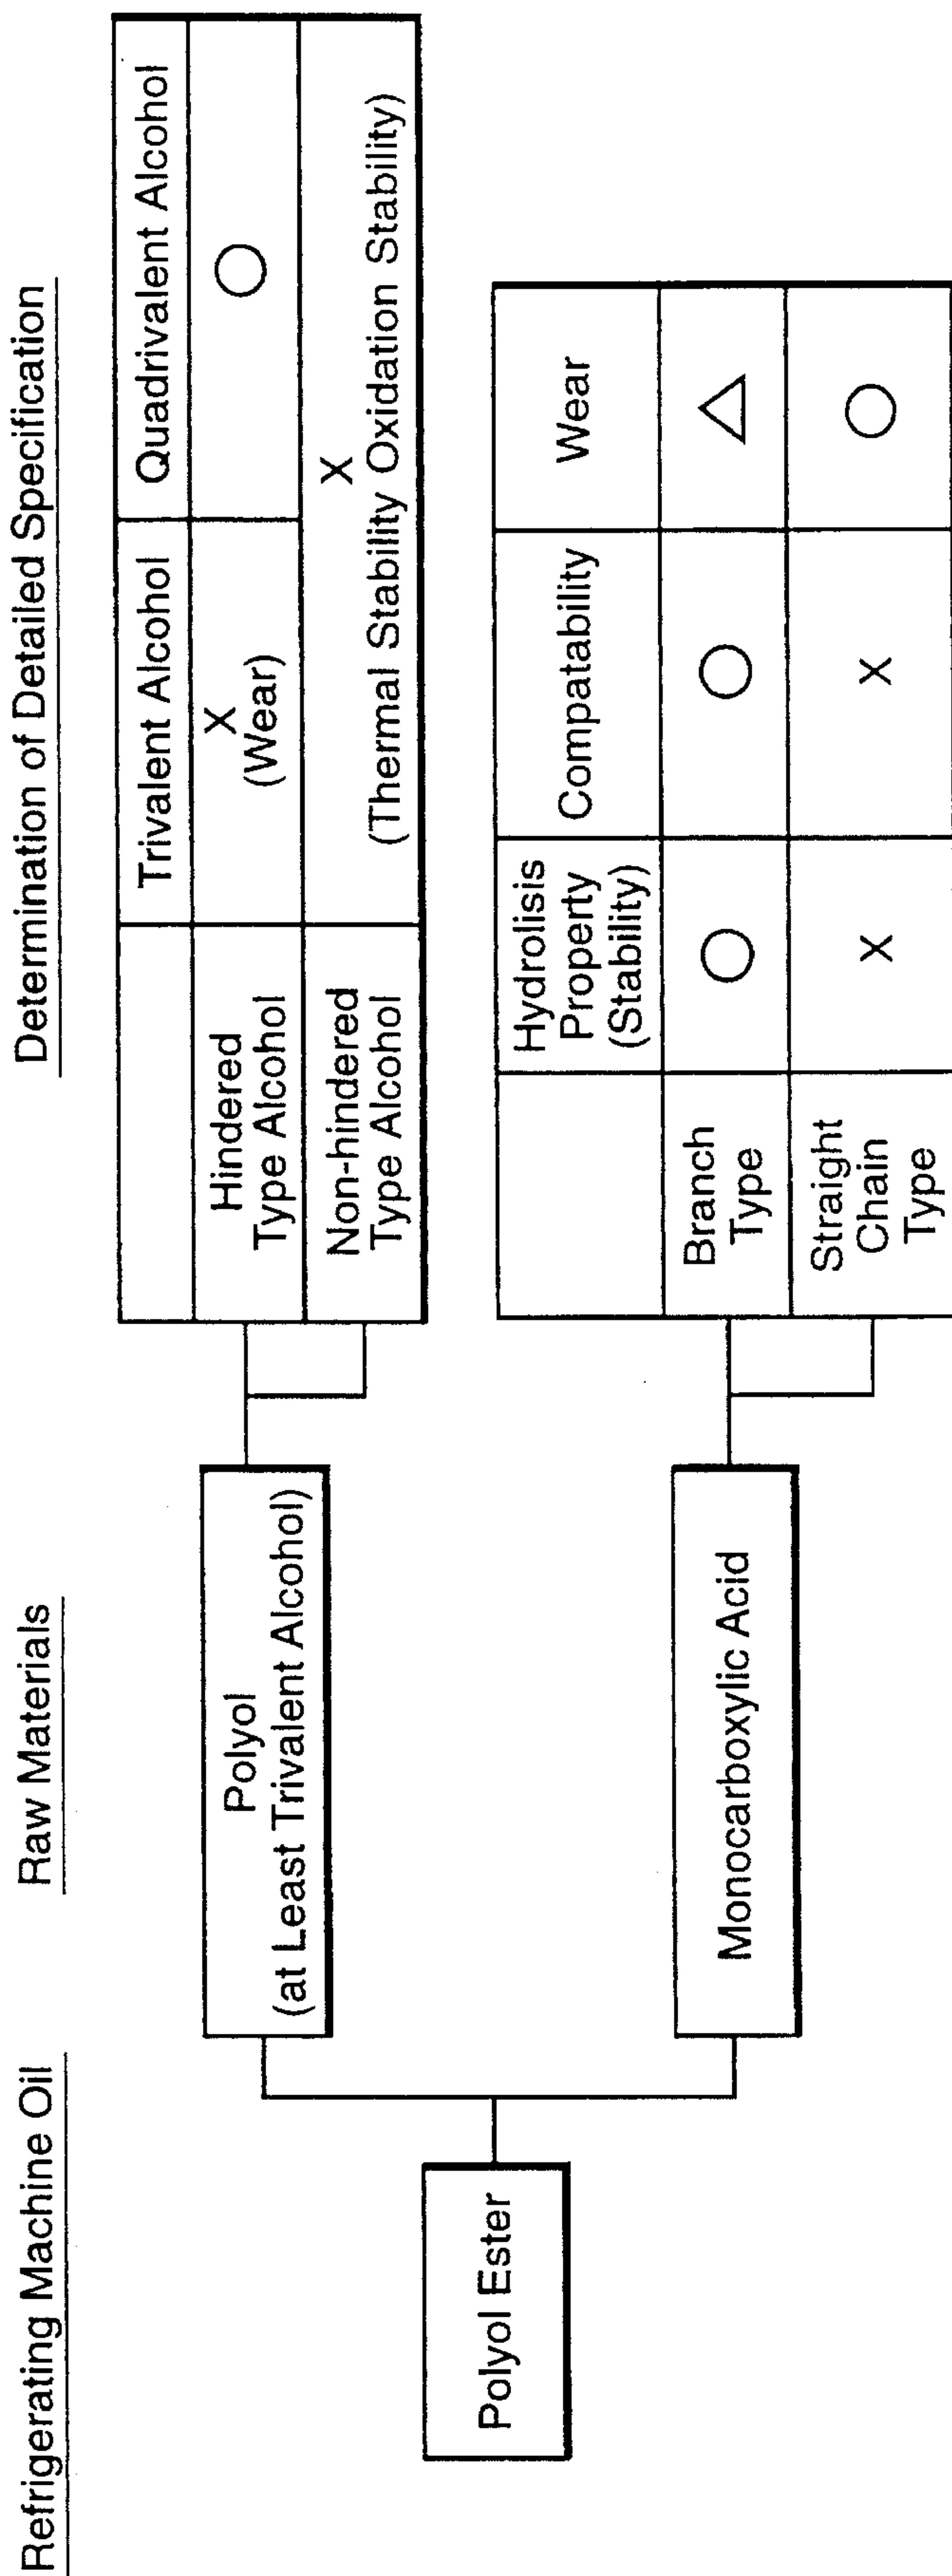 Refrigerating Machine Oil
Raw Materials
Determination of Detailed Specification
Polyol Ester
Polyol
(at Least Trivalent Alcohol)
Monocarboxylic Acid
Trivalent Alcohol
Quadrivalent Alcohol
Hindered
Type Alcohol
X
(Wear)
○
Non-hindered
Type Alcohol
X
(Thermal Stability Oxidation Stability)
Hydrolisis
Property
(Stability)
Compatability
Wear
Branch
Type
○
○
△
Straight
Chain
Type
X
X
○